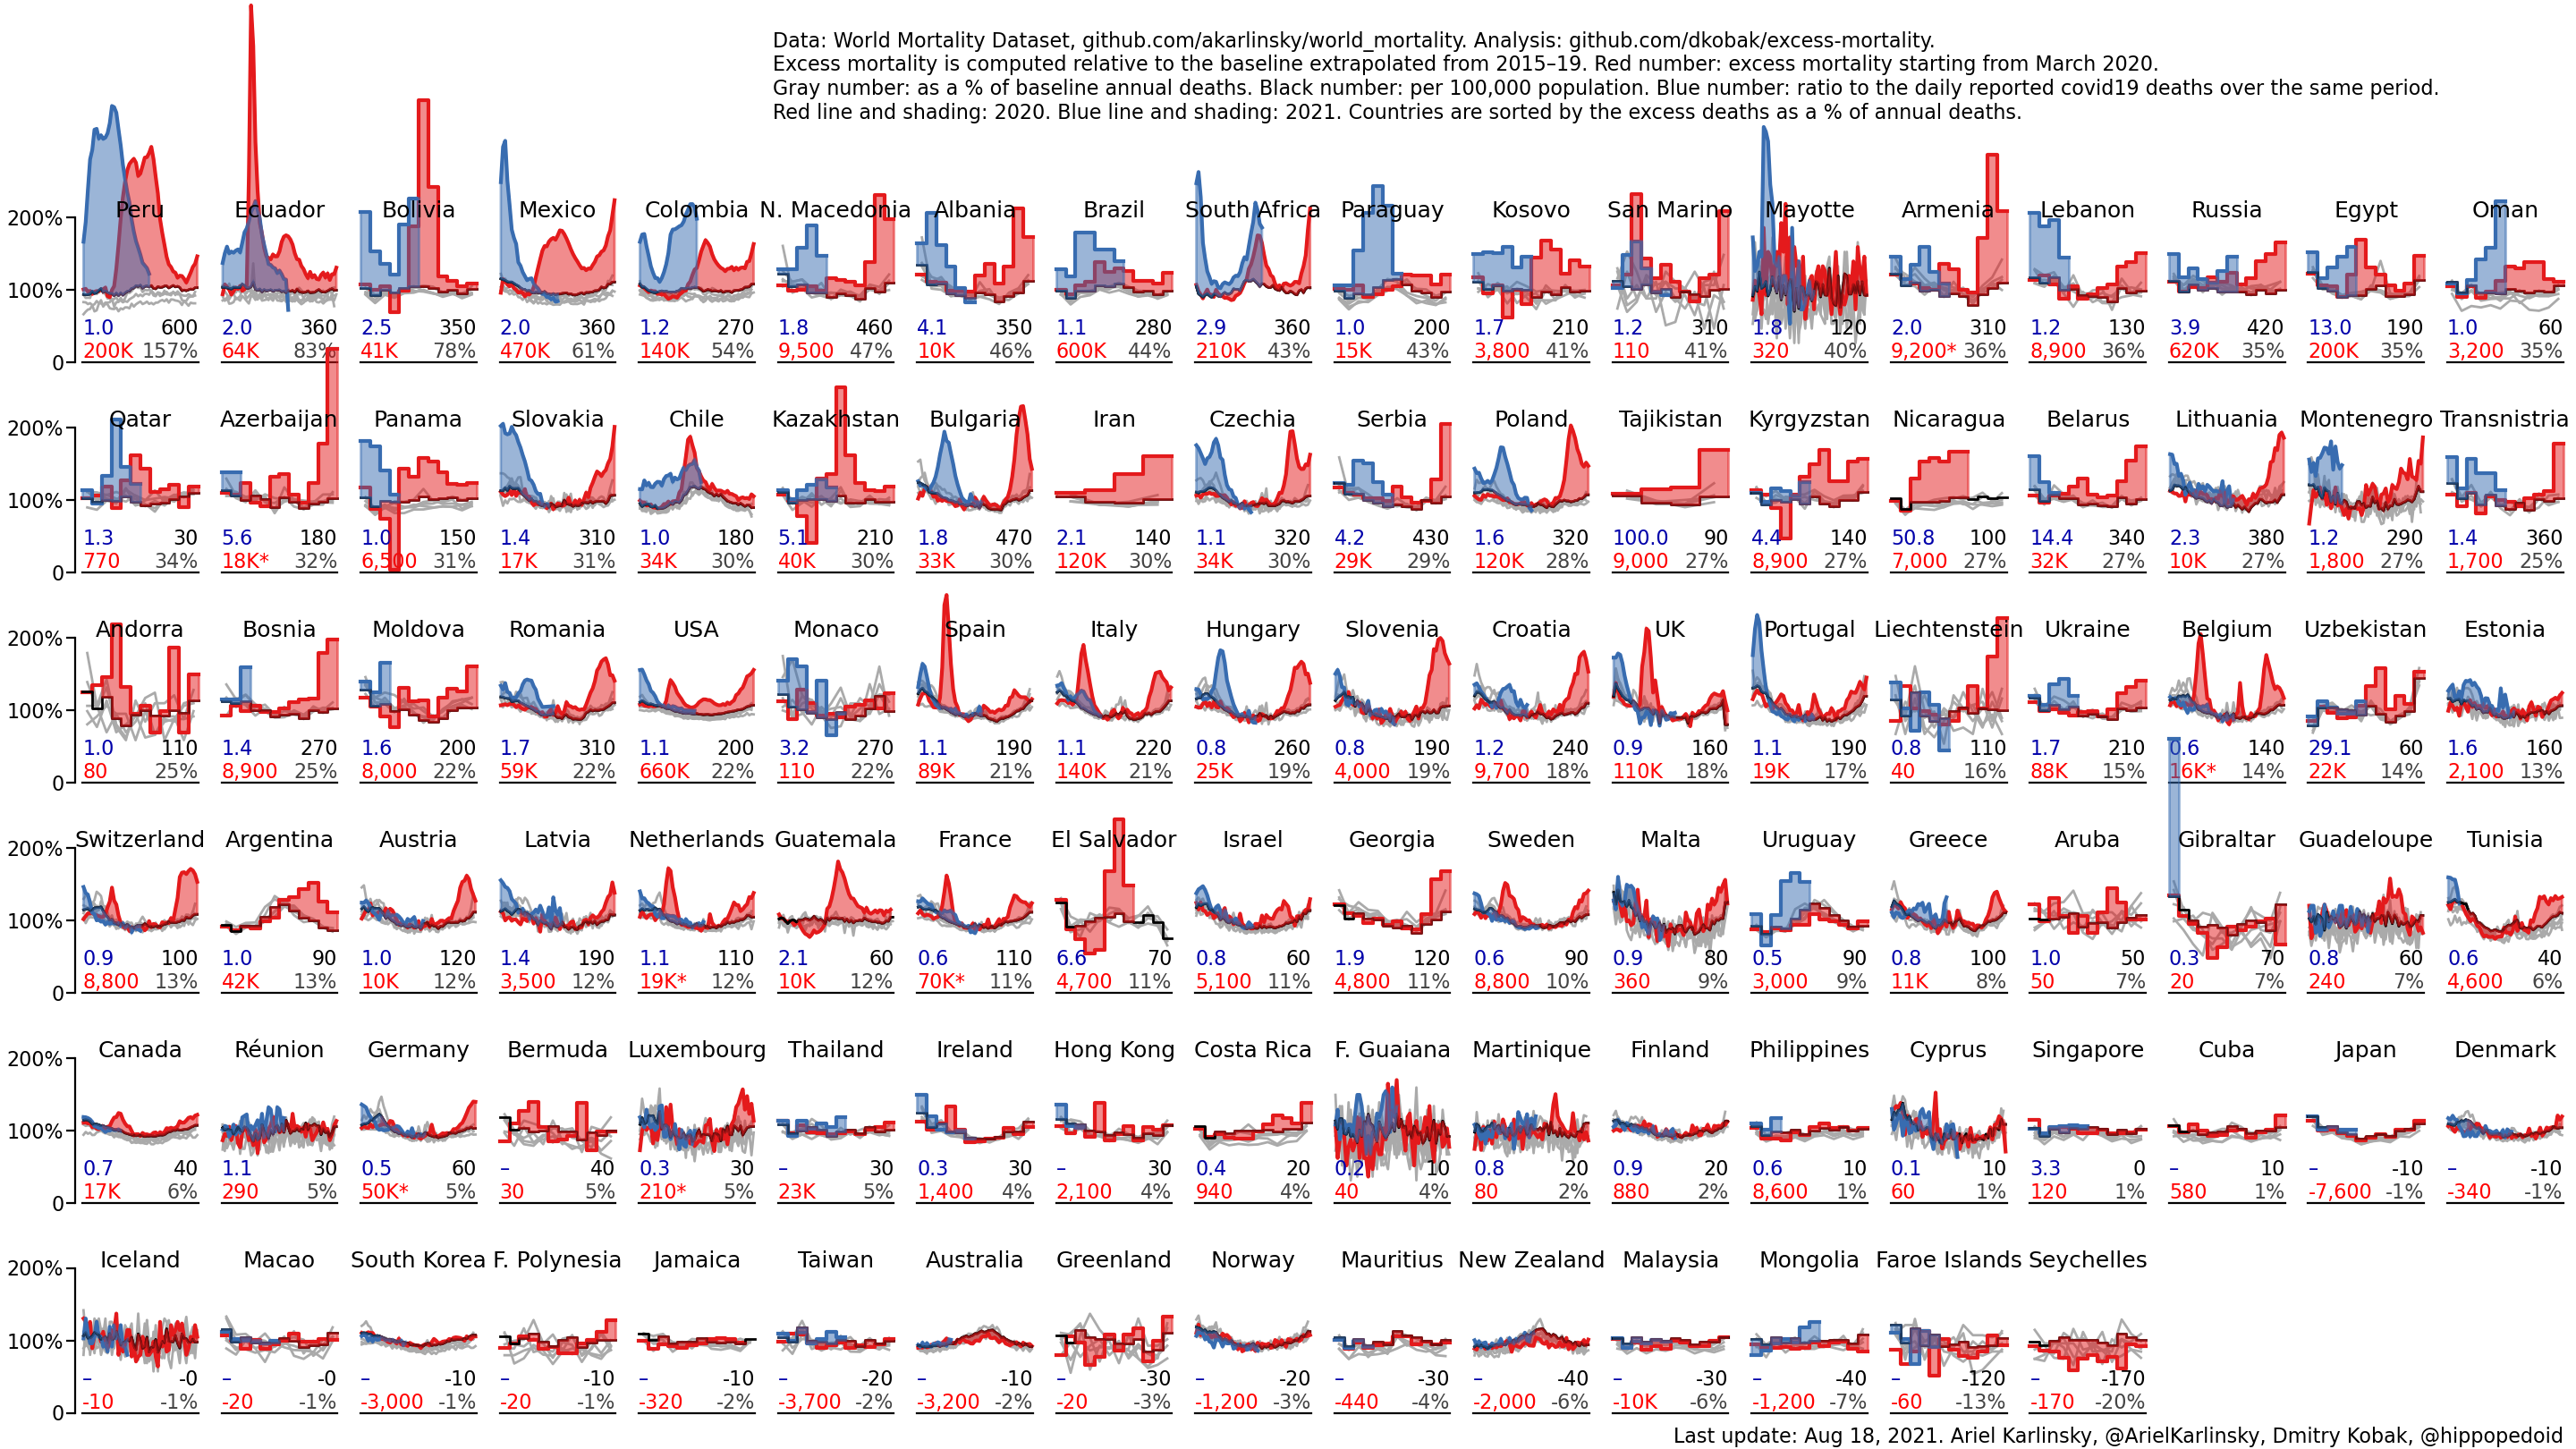 Data: World Mortality Dataset, github.com/akarlinsky/world_mortality. Analysis: github.com/dkobak/excess-mortality.
Excess mortality is computed relative to the baseline extrapolated from 2015–19. Red number: excess mortality starting from March 2020.
Gray number: as a % of baseline annual deaths. Black number: per 100,000 population. Blue number: ratio to the daily reported covid19 deaths over the same period.
Red line and shading: 2020. Blue line and shading: 2021. Countries are sorted by the excess deaths as a % of annual deaths.
200% Peru Ecuador Bolivia Mexico Colombia N. Macedonia Albania Brazil South Africa Paraguay Kosovo San Marino Mayotte Armenia Lebanon Russia Egypt Oman
100%
1.0 600 2.0 360 2.5 350 2.0 360 1.2 270 1.8 460 4.1 350 1.1 280 2.9 360 1.0 200 1.7 210 1.2 310 1.8 120 2.0 310 1.2 130 3.9 420 13.0 190 1.0 60
0 200K 157% 64K 83% 41K 78% 470K 61% 140K 54% 9,500 47% 10K 46% 600K 44% 210K 43% 15K 43% 3,800 41% 110 41% 320 40% 9,200* 36% 8,900 36% 620K 35% 200K 35% 3,200 35%
200% Qatar Azerbaijan Panama Slovakia Chile Kazakhstan Bulgaria Iran Czechia Serbia Poland Tajikistan Kyrgyzstan Nicaragua Belarus Lithuania Montenegro Transnistria
100%
1.3 30 5.6 180 1.0 150 1.4 310 1.0 180 5.1 210 1.8 470 2.1 140 1.1 320 4.2 430 1.6 320 100.0 90 4.4 140 50.8 100 14.4 340 2.3 380 1.2 290 1.4 360
0 770 34% 18K* 32% 6,500 31% 17K 31% 34K 30% 40K 30% 33K 30% 120K 30% 34K 30% 29K 29% 120K 28% 9,000 27% 8,900 27% 7,000 27% 32K 27% 10K 27% 1,800 27% 1,700 25%
200% Andorra Bosnia Moldova Romania USA Monaco Spain Italy Hungary Slovenia Croatia UK Portugal Liechtenstein Ukraine Belgium Uzbekistan Estonia
100%
1.0 110 1.4 270 1.6 200 1.7 310 1.1 200 3.2 270 1.1 190 1.1 220 0.8 260 0.8 190 1.2 240 0.9 160 1.1 190 0.8 110 1.7 210 0.6 140 29.1 60 1.6 160
0 80 25% 8,900 25% 8,000 22% 59K 22% 660K 22% 110 22% 89K 21% 140K 21% 25K 19% 4,000 19% 9,700 18% 110K 18% 19K 17% 40 16% 88K 15% 16K* 14% 22K 14% 2,100 13%
200% Switzerland Argentina Austria Latvia Netherlands Guatemala France El Salvador Israel Georgia Sweden Malta Uruguay Greece Aruba Gibraltar Guadeloupe Tunisia
100%
0.9 100 1.0 90 1.0 120 1.4 190 1.1 110 2.1 60 0.6 110 6.6 70 0.8 60 1.9 120 0.6 90 0.9 80 0.5 90 0.8 100 1.0 50 0.3 70 0.8 60 0.6 40
0 8,800 13% 42K 13% 10K 12% 3,500 12% 19K* 12% 10K 12% 70K* 11% 4,700 11% 5,100 11% 4,800 11% 8,800 10% 360 9% 3,000 9% 11K 8% 50 7% 20 7% 240 7% 4,600 6%
200% Canada Réunion Germany Bermuda Luxembourg Thailand Ireland Hong Kong Costa Rica F. Guaiana Martinique Finland Philippines Cyprus Singapore Cuba Japan Denmark
100%
0.7 40 1.1 30 0.5 60 – 40 0.3 30 – 30 0.3 30 – 30 0.4 20 0.2 10 0.8 20 0.9 20 0.6 10 0.1 10 3.3 0 – 10 – -10 – -10
0 17K 6% 290 5% 50K* 5% 30 5% 210* 5% 23K 5% 1,400 4% 2,100 4% 940 4% 40 4% 80 2% 880 2% 8,600 1% 60 1% 120 1% 580 1% -7,600 -1% -340 -1%
200% Iceland Macao South Korea F. Polynesia Jamaica Taiwan Australia Greenland Norway Mauritius New Zealand Malaysia Mongolia Faroe Islands Seychelles
100%
– -0 – -0 – -10 – -10 – -10 – -20 – -10 – -30 – -20 – -30 – -40 – -30 – -40 – -120 – -170
0 -10 -1% -20 -1% -3,000 -1% -20 -1% -320 -2% -3,700 -2% -3,200 -2% -20 -3% -1,200 -3% -440 -4% -2,000 -6% -10K -6% -1,200 -7% -60 -13% -170 -20%
Last update: Aug 18, 2021. Ariel Karlinsky, @ArielKarlinsky, Dmitry Kobak, @hippopedoid